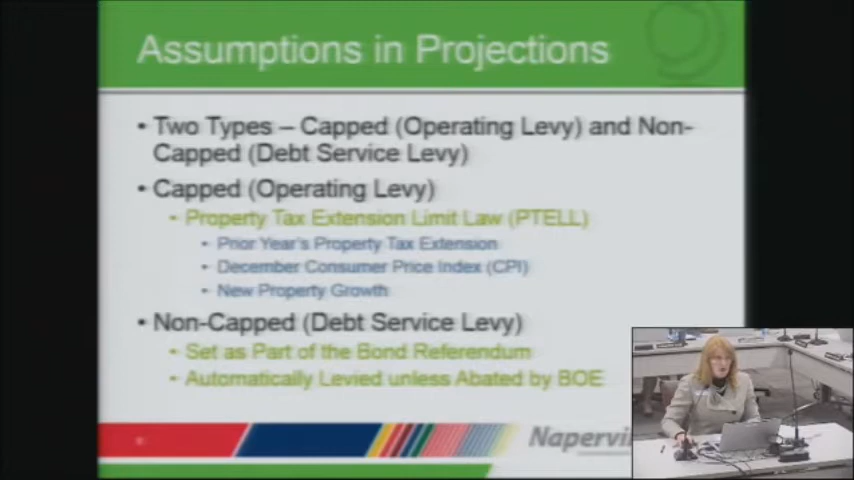 Assumptions in Projections
• Two Types – Capped (Operating Levy) and Non-
Capped (Debt Service Levy)
• Capped (Operating Levy)
• Property Tax Extension Limit Law (PTELL)
• Prior Year's Property Tax Extension
• December Consumer Price Index (CPI)
• New Property Growth
• Non-Capped (Debt Service Levy)
• Set as Part of the Bond Referendum
• Automatically Levied unless Abated by BOE